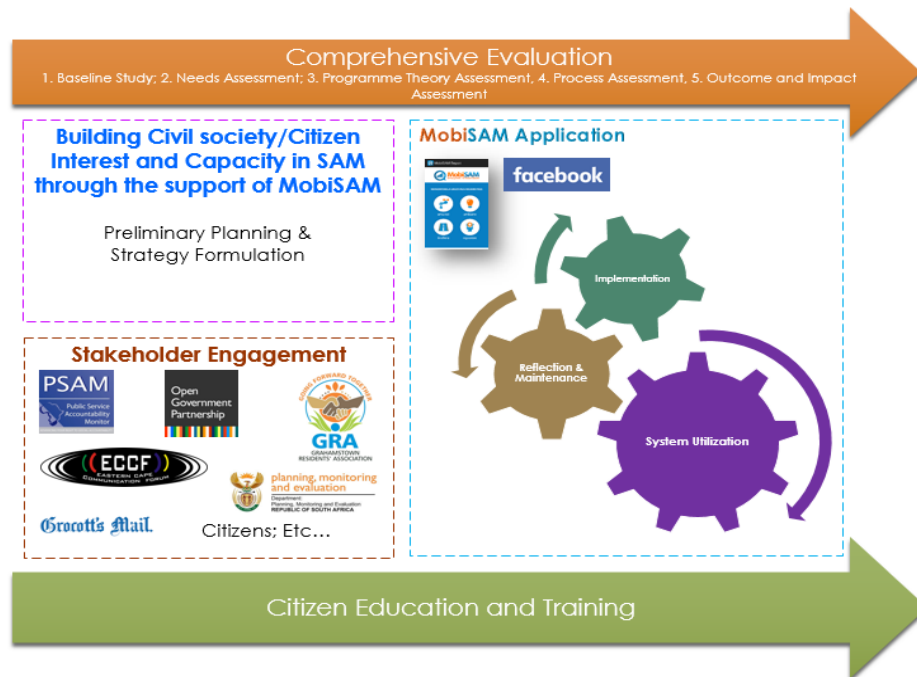 Comprehensive Evaluation
1. Baseline Study; 2. Needs Assessment; 3. Programme Theory Assessment, 4. Process Assessment, 5. Outcome and Impact
Assessment
Building Civil society/Citizen
Interest and Capacity in SAM
through the support of MobiSAM
Preliminary Planning &
Strategy Formulation
Stakeholder Engagement
PSAM
Public Service
Accountability
Monitor
Open
Government
Partnership
GOING FORWARD TOGETHER
GRA
GRAHAMSTOWN
RESIDENTS' ASSOCIATION
((ECCF))
EASTERN CAPE
COMMUNICATION FORUM
planning, monitoring
and evaluation
Department:
Planning, Monitoring and Evaluation
REPUBLIC OF SOUTH AFRICA
Grocott's Mail.
Citizens; Etc...
MobiSAM Application
MobiSAM
facebook
Implementation
Reflection &
Maintenance
System Utilization
Citizen Education and Training